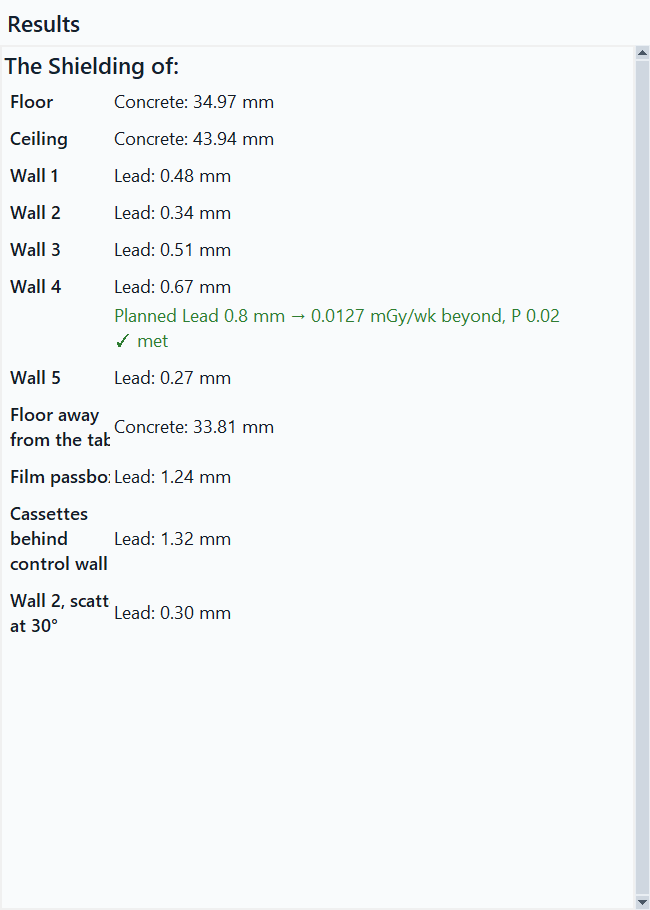 Results
The Shielding of:
Floor Concrete: 34.97 mm
Ceiling Concrete: 43.94 mm
Wall 1 Lead: 0.48 mm
Wall 2 Lead: 0.34 mm
Wall 3 Lead: 0.51 mm
Wall 4 Lead: 0.67 mm
Planned Lead 0.8 mm → 0.0127 mGy/wk beyond, P 0.02
✓ met
Wall 5 Lead: 0.27 mm
Floor away
from the tab
Concrete: 33.81 mm
Film passbo Lead: 1.24 mm
Cassettes
behind
control wall
Lead: 1.32 mm
Wall 2, scatt
at 30°
Lead: 0.30 mm